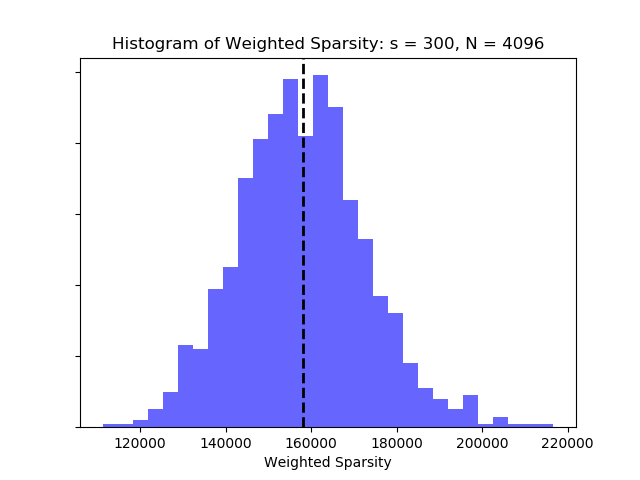 Histogram of Weighted Sparsity: s = 300, N = 4096
120000 140000 160000 180000 200000 220000
Weighted Sparsity